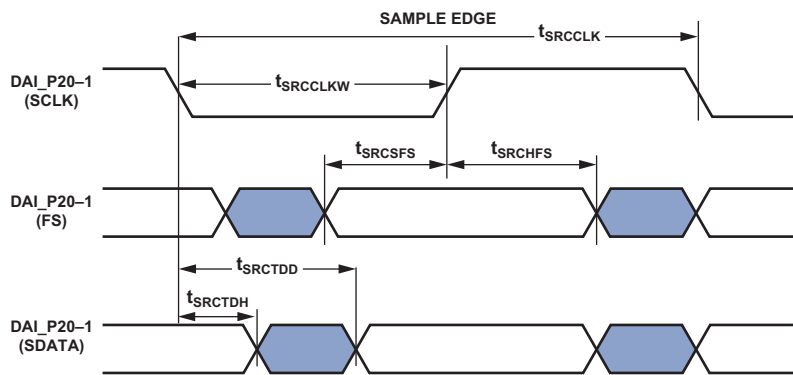 SAMPLE EDGE
tSRCCLK
DAI_P20–1
(SCLK)
tSRCCLKW
tSRCSFS
tSRCHFS
DAI_P20–1
(FS)
tSRCTDD
tSRCTDH
DAI_P20–1
(SDATA)